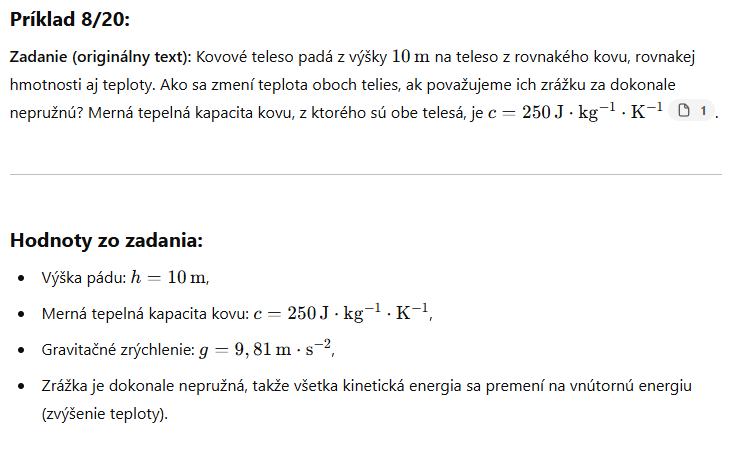 Príklad 8/20:
Zadanie (originálny text): Kovové teleso padá z výšky 10 m na teleso z rovnakého kovu, rovnakej
hmotnosti aj teploty. Ako sa zmení teplota oboch telies, ak považujeme ich zrážku za dokonale
nepružnú? Merná tepelná kapacita kovu, z ktorého sú obe telesá, je c = 250 J · kg⁻¹ · K⁻¹ 1 .
Hodnoty zo zadania:
• Výška pádu: h = 10 m,
• Merná tepelná kapacita kovu: c = 250 J · kg⁻¹ · K⁻¹,
• Gravitačné zrýchlenie: g = 9, 81 m · s⁻²,
• Zrážka je dokonale nepružná, takže všetka kinetická energia sa premení na vnútornú energiu
(zvýšenie teploty).